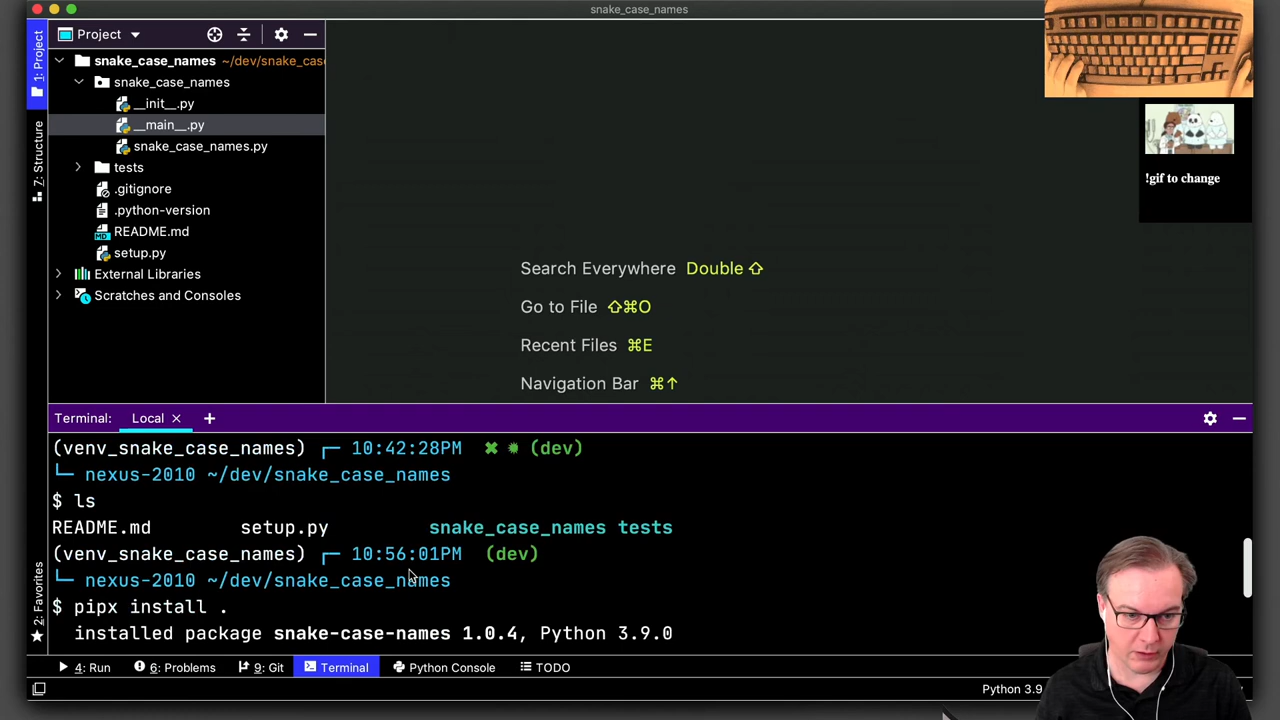 snake_case_names
1: Project
Project
snake_case_names ~/dev/snake_cas
snake_case_names
__init__.py
__main__.py
snake_case_names.py
tests
.gitignore
.python-version
README.md
setup.py
External Libraries
Scratches and Consoles
7: Structure
2: Favorites
Search Everywhere Double ⇧
Go to File ⇧⌘O
Recent Files ⌘E
Navigation Bar ⌘↑
!gif to change
Terminal: Local × +
(venv_snake_case_names) ┌─ 10:42:28PM ✖ ✹ (dev)
└─ nexus-2010 ~/dev/snake_case_names
$ ls
README.md setup.py snake_case_names tests
(venv_snake_case_names) ┌─ 10:56:01PM (dev)
└─ nexus-2010 ~/dev/snake_case_names
$ pipx install .
installed package snake-case-names 1.0.4, Python 3.9.0
4: Run 6: Problems 9: Git Terminal Python Console TODO
Python 3.9